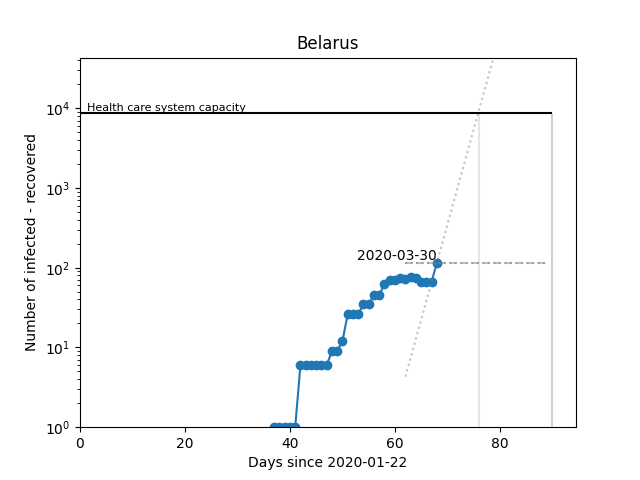 Belarus
Number of infected - recovered
10^4
10^3
10^2
10^1
10^0
Health care system capacity
2020-03-30
0 20 40 60 80
Days since 2020-01-22